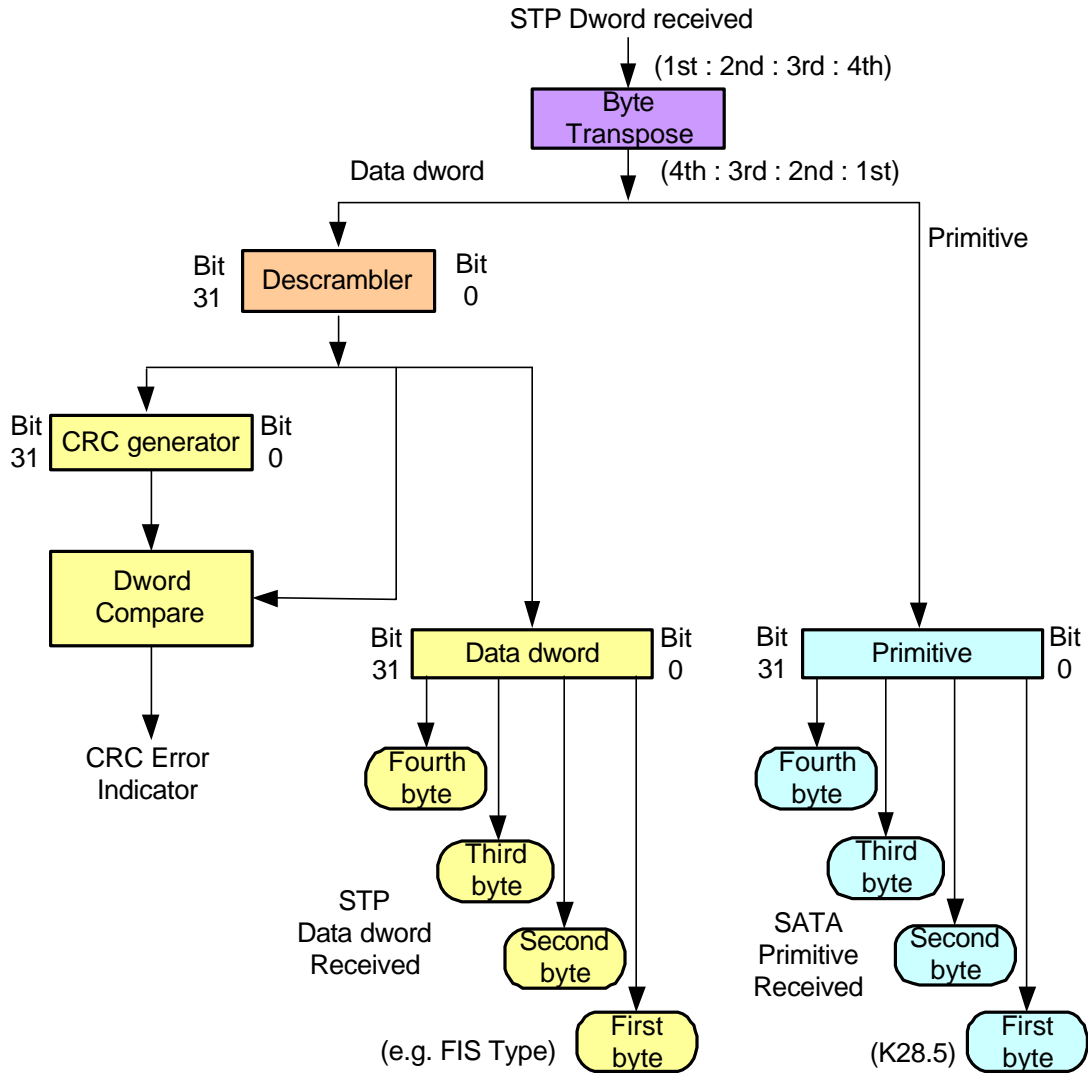 STP Dword received
(1st : 2nd : 3rd : 4th)
Byte
Transpose
Data dword
(4th : 3rd : 2nd : 1st)
Primitive
Bit
31
Descrambler
Bit
0
Bit
31
CRC generator
Bit
0
Dword
Compare
CRC Error
Indicator
Bit
31
Data dword
Bit
0
Fourth
byte
Third
byte
Second
byte
First
byte
STP
Data dword
Received
(e.g. FIS Type)
Bit
31
Primitive
Bit
0
Fourth
byte
Third
byte
Second
byte
First
byte
SATA
Primitive
Received
(K28.5)